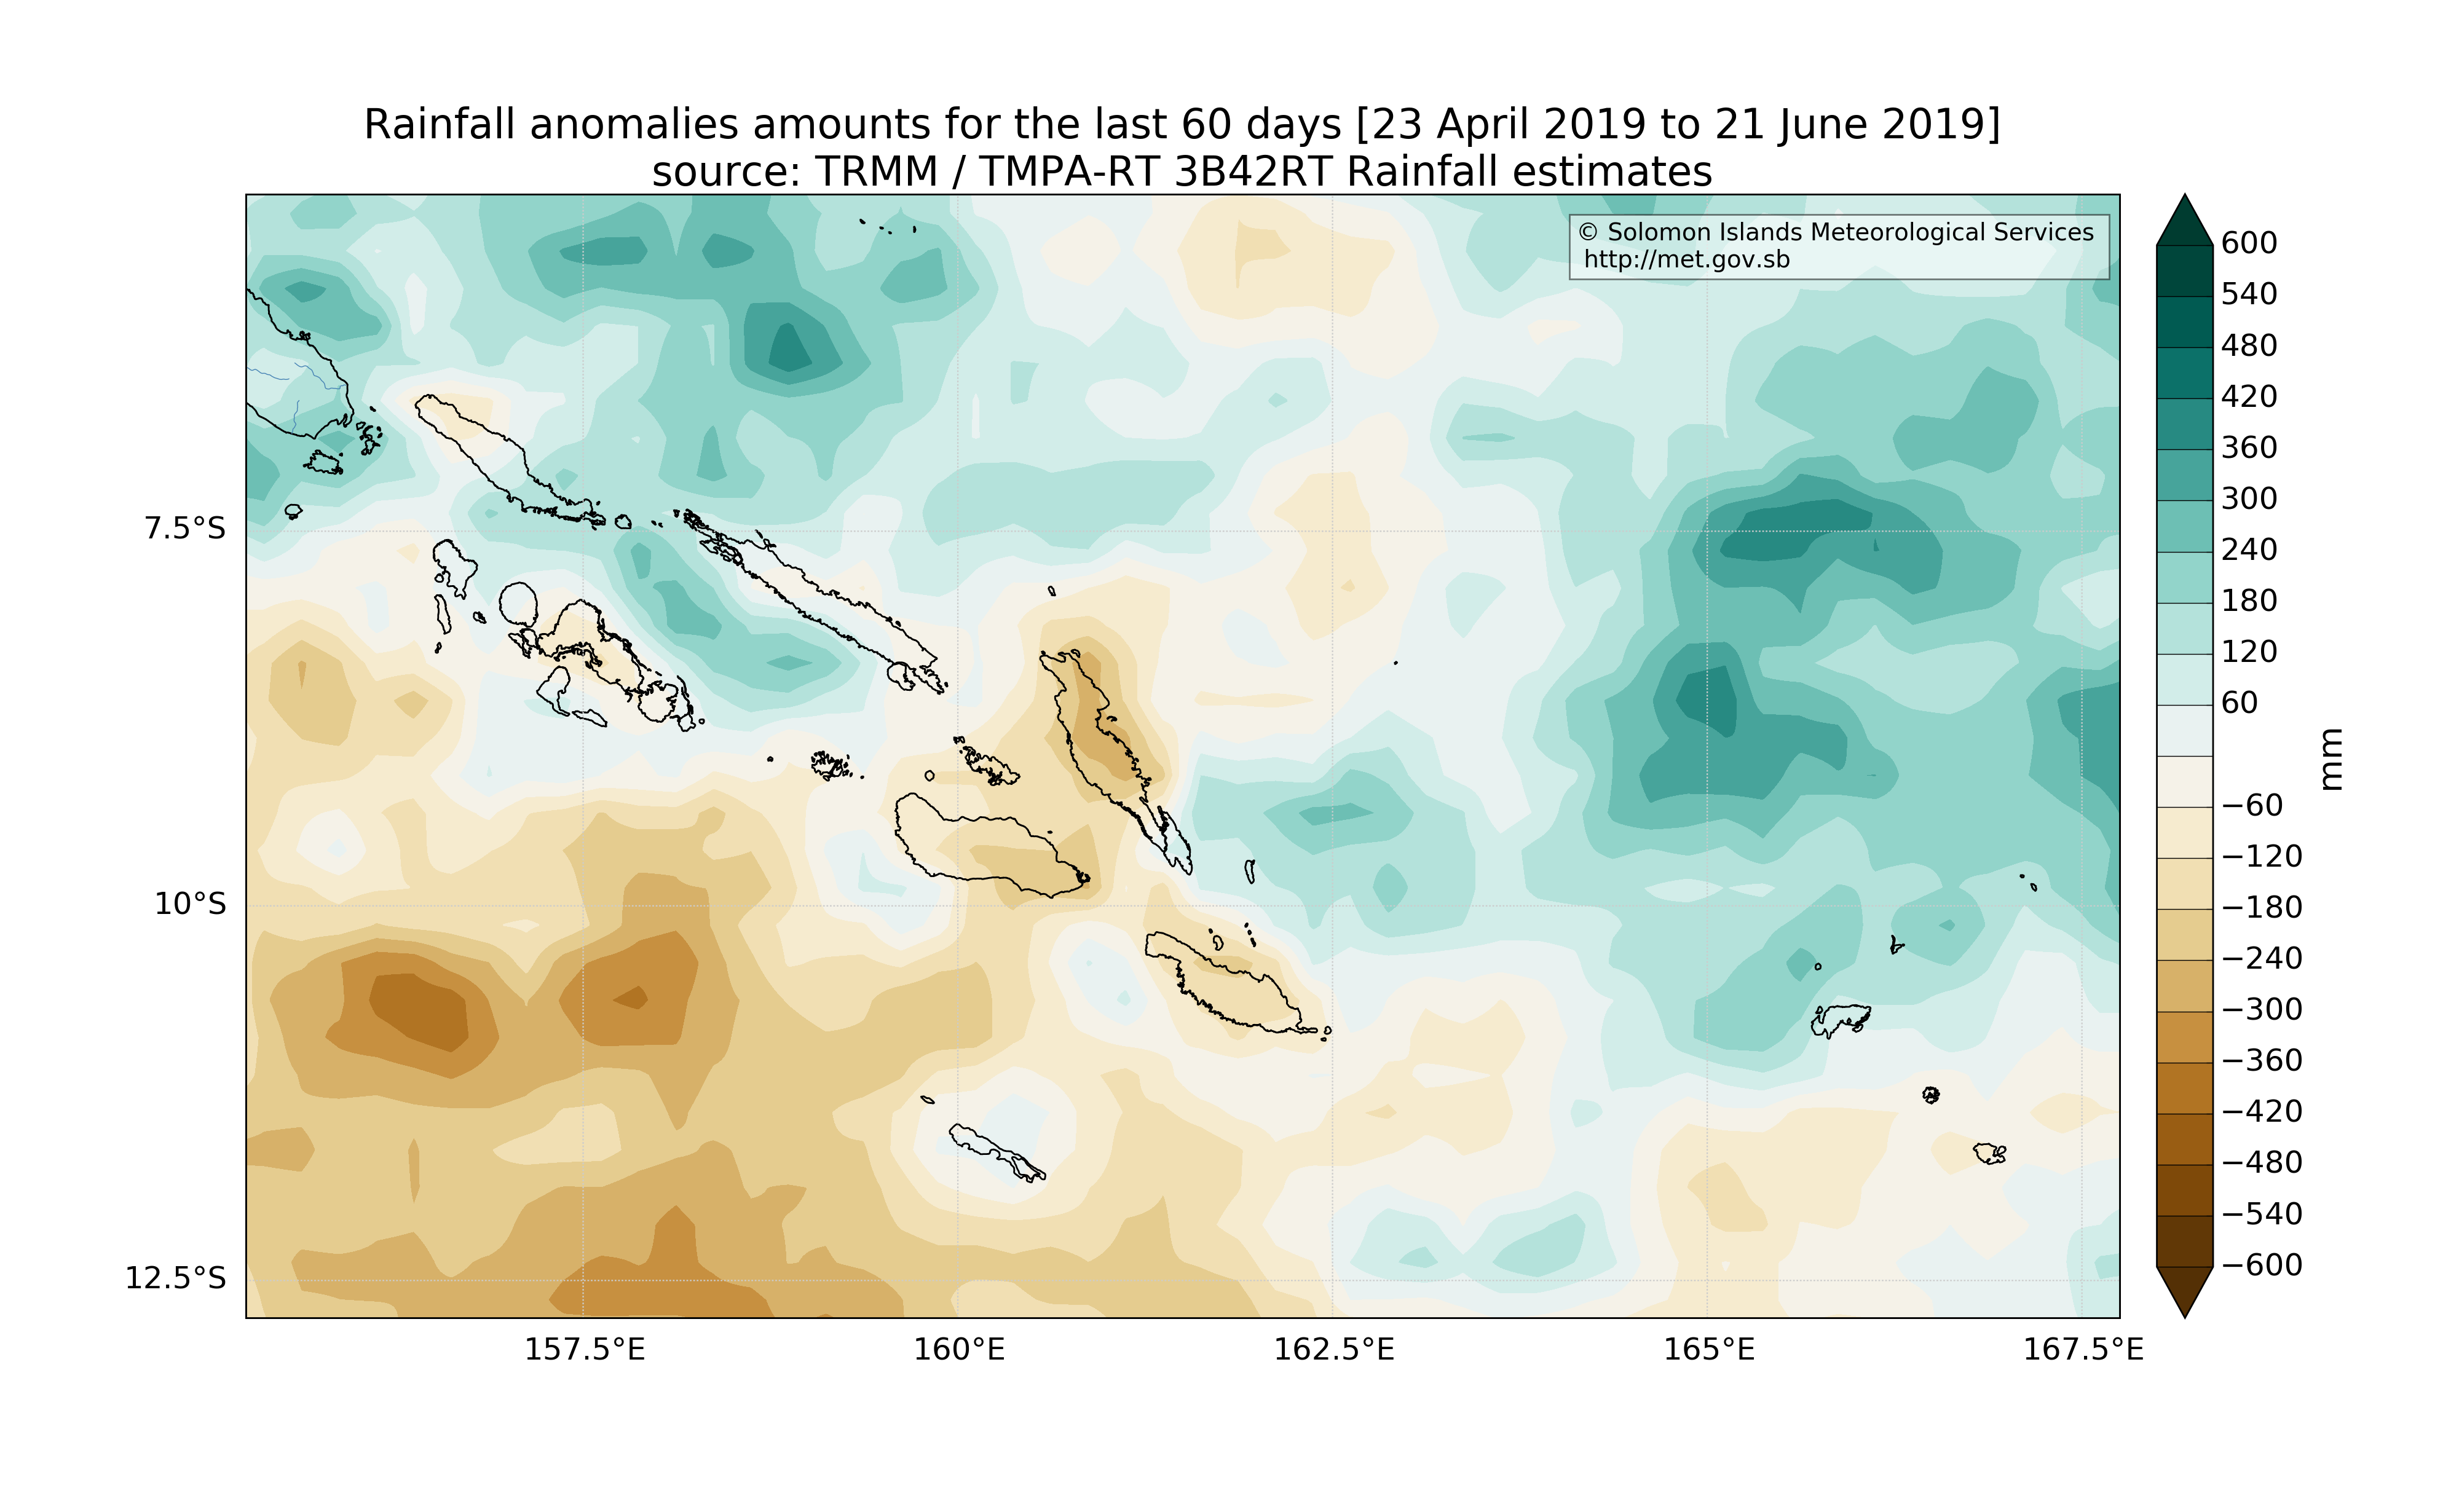 Rainfall anomalies amounts for the last 60 days [23 April 2019 to 21 June 2019]
source: TRMM / TMPA-RT 3B42RT Rainfall estimates
© Solomon Islands Meteorological Services
http://met.gov.sb
7.5°S
10°S
12.5°S
157.5°E
160°E
162.5°E
165°E
167.5°E
600
540
480
420
360
300
240
180
120
60
−60
−120
−180
−240
−300
−360
−420
−480
−540
−600
mm